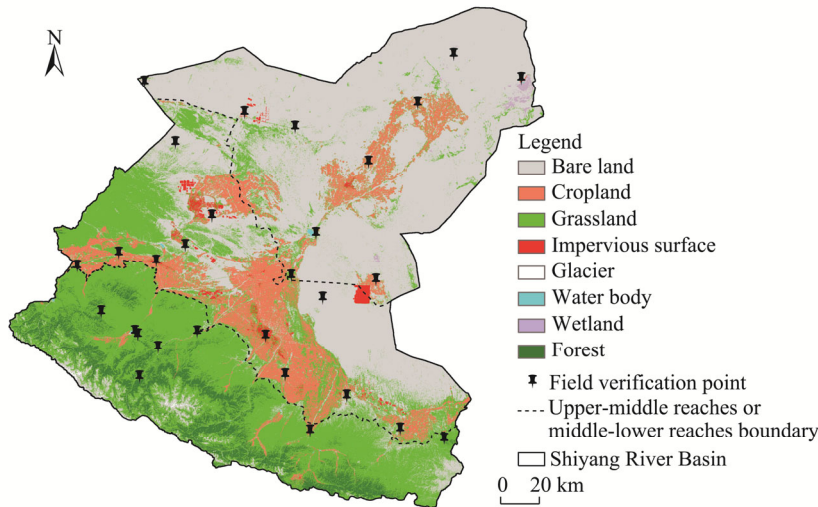 N
Legend
Bare land
Cropland
Grassland
Impervious surface
Glacier
Water body
Wetland
Forest
Field verification point
Upper-middle reaches or
middle-lower reaches boundary
Shiyang River Basin
0 20 km